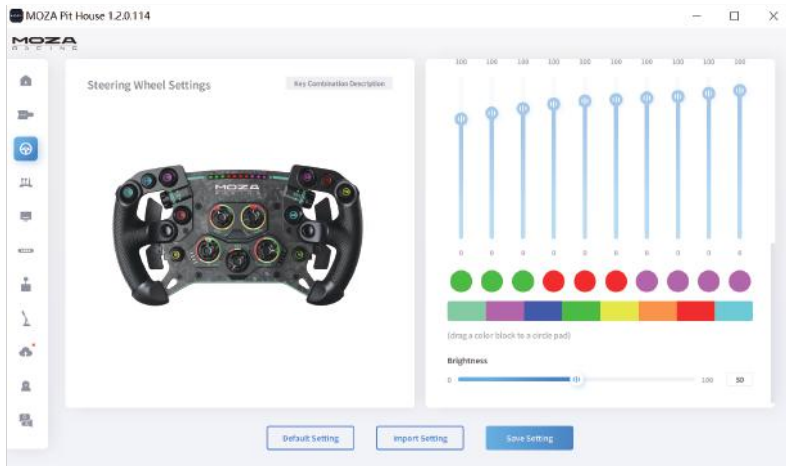 MOZA Pit House 1.2.0.114
MOZA
RACING
Steering Wheel Settings
Key Combination Description
MOZA
100 100 100 100 100 100 100 100 100 100
0 0 0 0 0 0 0 0 0 0
(drag a color block to a circle pad)
Brightness
0 100 50
Default Setting Import Setting Save Setting